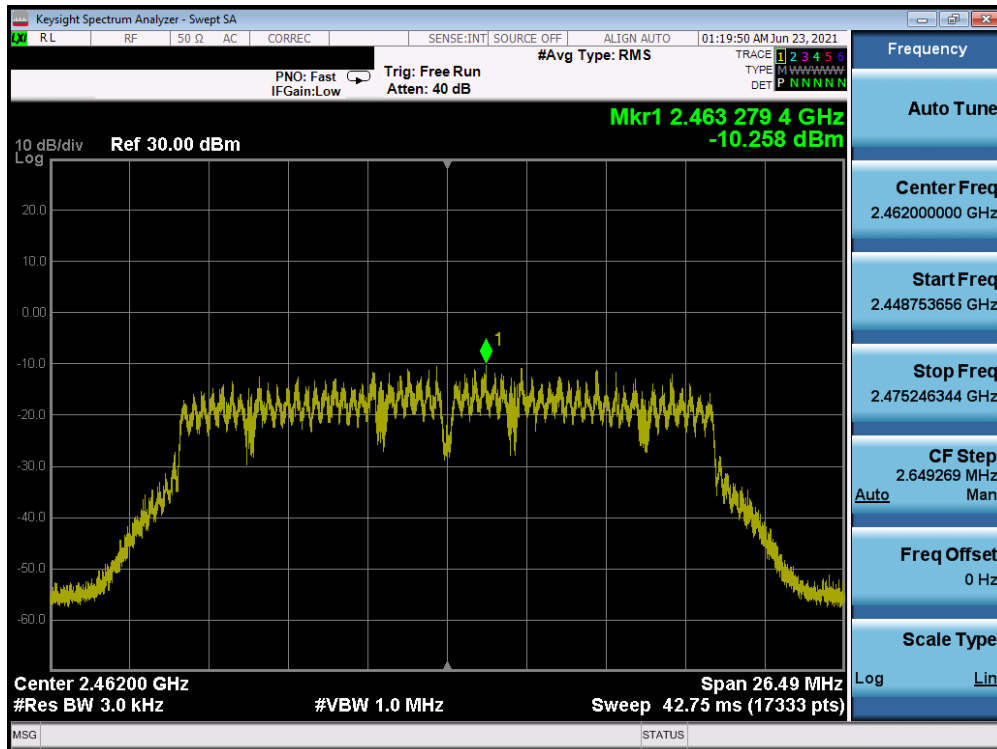 Keysight Spectrum Analyzer - Swept SA
LXI RL RF 50 Ω AC CORREC SENSE:INT SOURCE OFF ALIGN AUTO 01:19:50 AM Jun 23, 2021
#Avg Type: RMS
TRACE 1 2 3 4 5 6
TYPE M WWWWW
DET P N N N N N
PNO: Fast
IFGain:Low
Trig: Free Run
Atten: 40 dB
Mkr1 2.463 279 4 GHz
-10.258 dBm
10 dB/div
Log
Ref 30.00 dBm
20.0
10.0
0.00
-10.0
-20.0
-30.0
-40.0
-50.0
-60.0
1
Center 2.46200 GHz
Span 26.49 MHz
#Res BW 3.0 kHz
#VBW 1.0 MHz
Sweep 42.75 ms (17333 pts)
MSG
STATUS
Frequency
Auto Tune
Center Freq
2.462000000 GHz
Start Freq
2.448753656 GHz
Stop Freq
2.475246344 GHz
CF Step
2.649269 MHz
Auto Man
Freq Offset
0 Hz
Scale Type
Log Lin